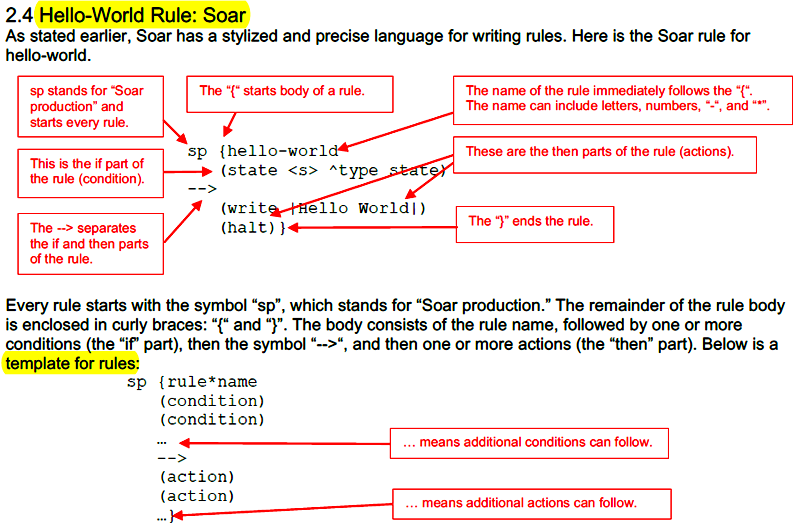 2.4 Hello-World Rule: Soar
As stated earlier, Soar has a stylized and precise language for writing rules. Here is the Soar rule for
hello-world.
sp stands for “Soar
production” and
starts every rule.
The “{“ starts body of a rule.
The name of the rule immediately follows the “{“.
The name can include letters, numbers, “-“, and “*”.
sp {hello-world
This is the if part of
the rule (condition).
(state <s> ^type state)
These are the then parts of the rule (actions).
-->
The --> separates
the if and then parts
of the rule.
(write |Hello World|)
(halt)}
The “}” ends the rule.
Every rule starts with the symbol “sp”, which stands for “Soar production.” The remainder of the rule body
is enclosed in curly braces: “{“ and “}”. The body consists of the rule name, followed by one or more
conditions (the “if” part), then the symbol “-->“, and then one or more actions (the “then” part). Below is a
template for rules:
sp {rule*name
(condition)
(condition)
…
… means additional conditions can follow.
-->
(action)
(action)
…}
… means additional actions can follow.